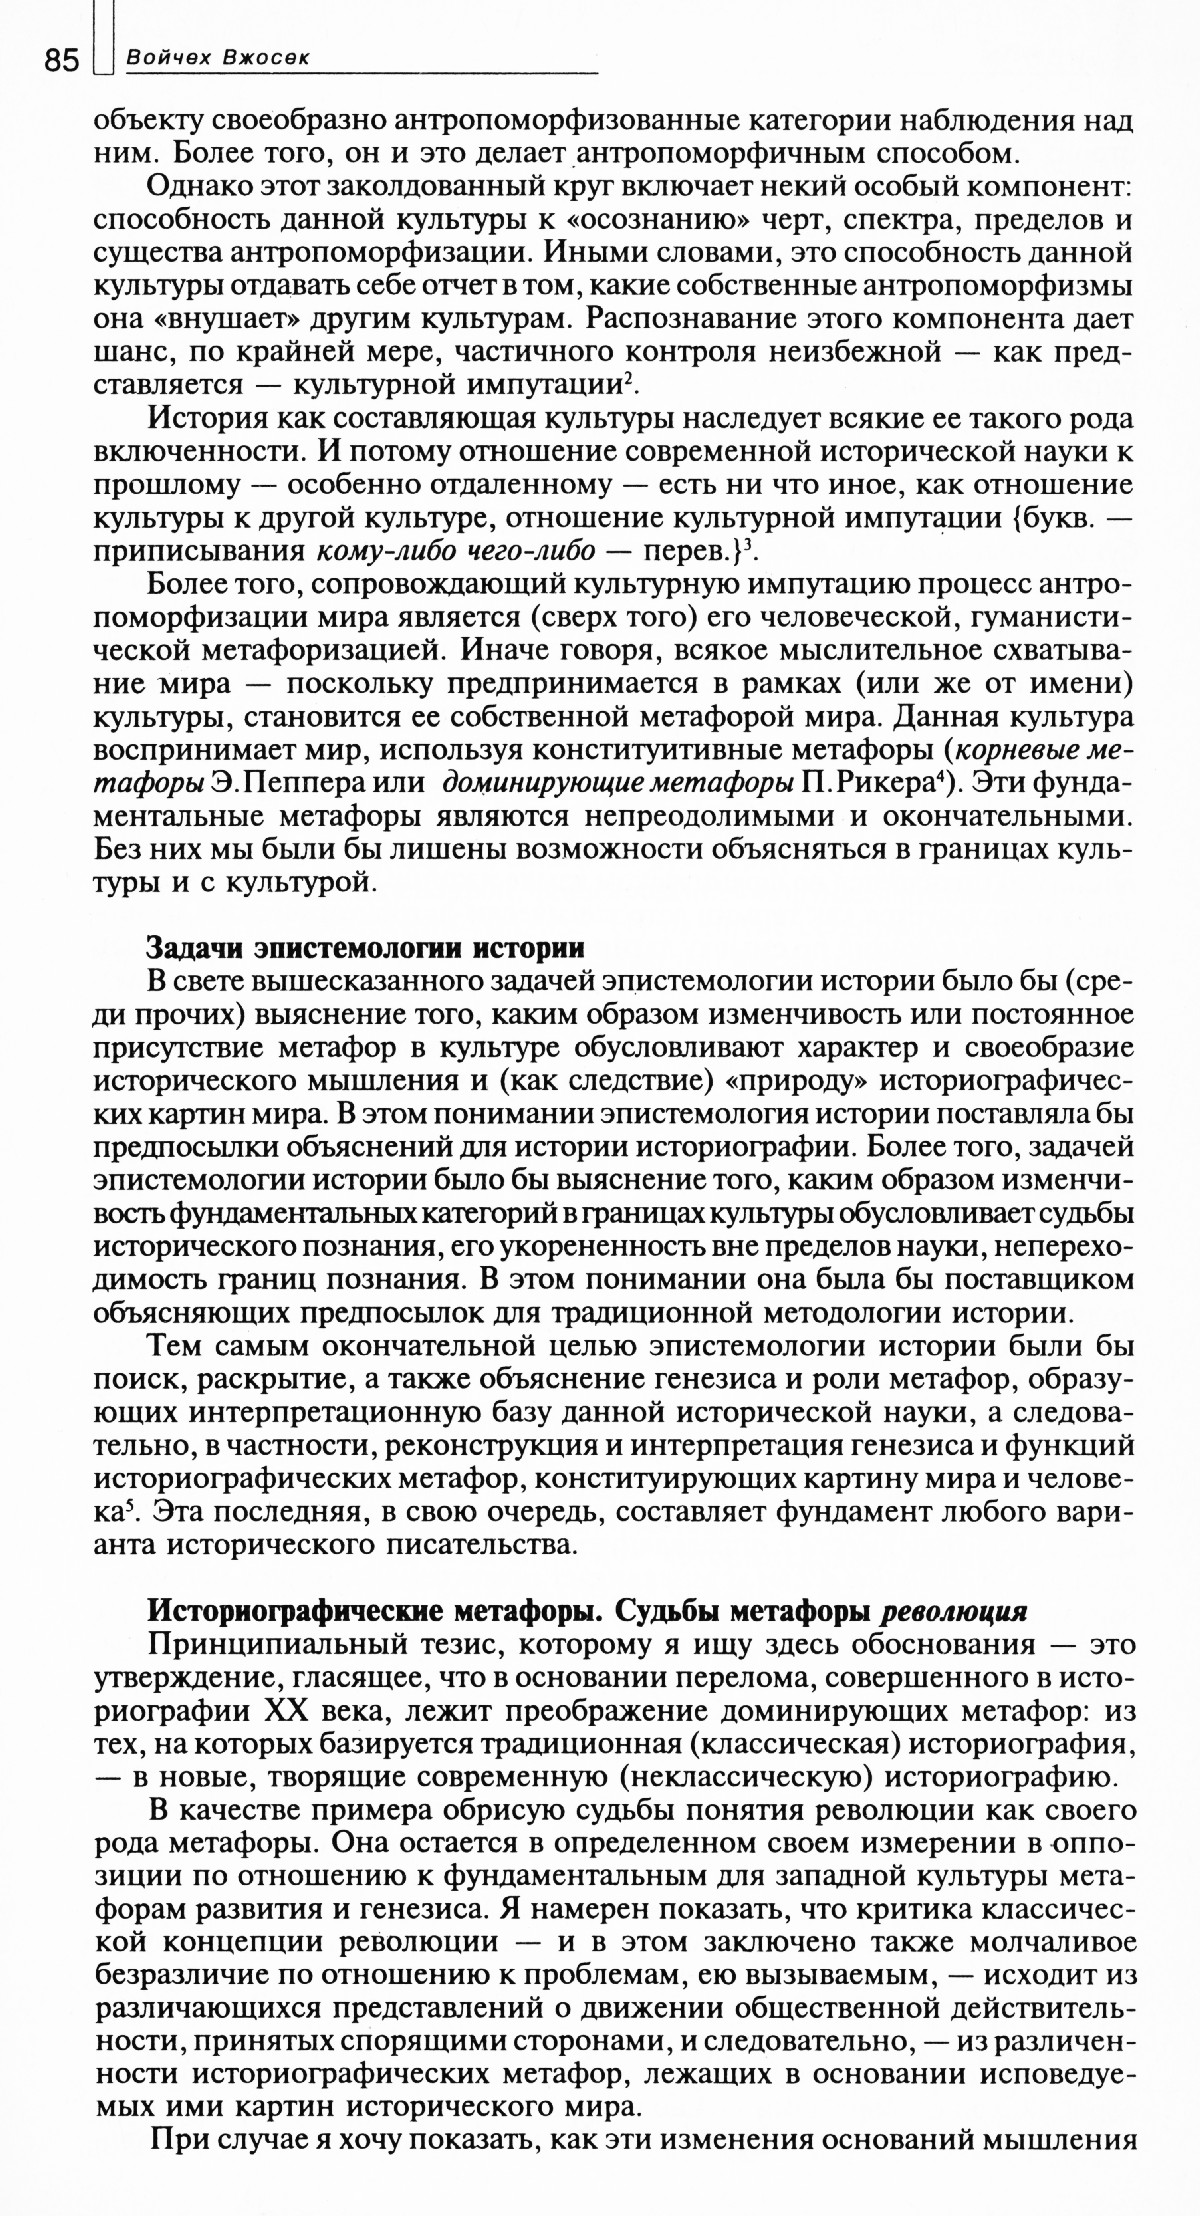 85
Войчех Вжосек
объекту своеобразно антропоморфизованные категории наблюдения над
ним. Более того, он и это делает антропоморфичным способом.
Однако этот заколдованный круг включает некий особый компонент:
способность данной культуры к «осознанию» черт, спектра, пределов и
существа антропоморфизации. Иными словами, это способность данной
культуры отдавать себе отчет в том, какие собственные антропоморфизмы
она «внушает» другим культурам. Распознавание этого компонента дает
шанс, по крайней мере, частичного контроля неизбежной — как пред-
ставляется — культурной импутации².
История как составляющая культуры наследует всякие ее такого рода
включенности. И потому отношение современной исторической науки к
прошлому — особенно отдаленному — есть ни что иное, как отношение
культуры к другой культуре, отношение культурной импутации {букв. —
приписывания кому-либо чего-либо — перев.}³.
Более того, сопровождающий культурную импутацию процесс антро-
поморфизации мира является (сверх того) его человеческой, гуманисти-
ческой метафоризацией. Иначе говоря, всякое мыслительное схватыва-
ние мира — поскольку предпринимается в рамках (или же от имени)
культуры, становится ее собственной метафорой мира. Данная культура
воспринимает мир, используя конституитивные метафоры (корневые ме-
тафоры Э.Пеппера или доминирующие метафоры П.Рикера⁴). Эти фунда-
ментальные метафоры являются непреодолимыми и окончательными.
Без них мы были бы лишены возможности объясняться в границах куль-
туры и с культурой.
Задачи эпистемологии истории
В свете вышесказанного задачей эпистемологии истории было бы (сре-
ди прочих) выяснение того, каким образом изменчивость или постоянное
присутствие метафор в культуре обусловливают характер и своеобразие
исторического мышления и (как следствие) «природу» историографичес-
ких картин мира. В этом понимании эпистемология истории поставляла бы
предпосылки объяснений для истории историографии. Более того, задачей
эпистемологии истории было бы выяснение того, каким образом изменчи-
вость фундаментальных категорий в границах культуры обусловливает судьбы
исторического познания, его укорененность вне пределов науки, неперехо-
димость границ познания. В этом понимании она была бы поставщиком
объясняющих предпосылок для традиционной методологии истории.
Тем самым окончательной целью эпистемологии истории были бы
поиск, раскрытие, а также объяснение генезиса и роли метафор, образу-
ющих интерпретационную базу данной исторической науки, а следова-
тельно, в частности, реконструкция и интерпретация генезиса и функций
историографических метафор, конституирующих картину мира и челове-
ка⁵. Эта последняя, в свою очередь, составляет фундамент любого вари-
анта исторического писательства.
Историографические метафоры. Судьбы метафоры революция
Принципиальный тезис, которому я ищу здесь обоснования — это
утверждение, гласящее, что в основании перелома, совершенного в исто-
риографии XX века, лежит преображение доминирующих метафор: из
тех, на которых базируется традиционная (классическая) историография,
— в новые, творящие современную (неклассическую) историографию.
В качестве примера обрисую судьбы понятия революции как своего
рода метафоры. Она остается в определенном своем измерении в оппо-
зиции по отношению к фундаментальным для западной культуры мета-
форам развития и генезиса. Я намерен показать, что критика классичес-
кой концепции революции — и в этом заключено также молчаливое
безразличие по отношению к проблемам, ею вызываемым, — исходит из
различающихся представлений о движении общественной действитель-
ности, принятых спорящими сторонами, и следовательно, — из различен-
ности историографических метафор, лежащих в основании исповедуе-
мых ими картин исторического мира.
При случае я хочу показать, как эти изменения оснований мышления